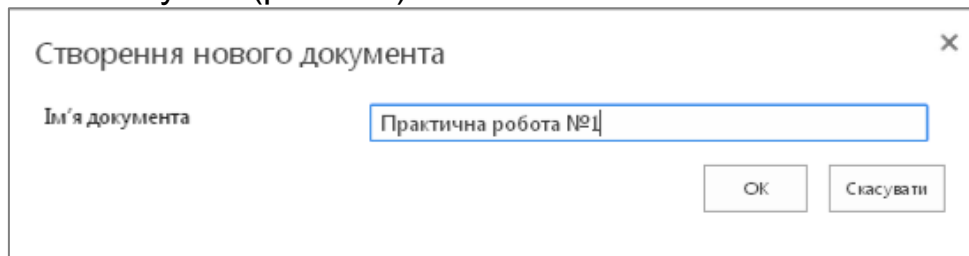 Створення нового документа
×
Ім’я документа
Практична робота №1
ОК
Скасувати